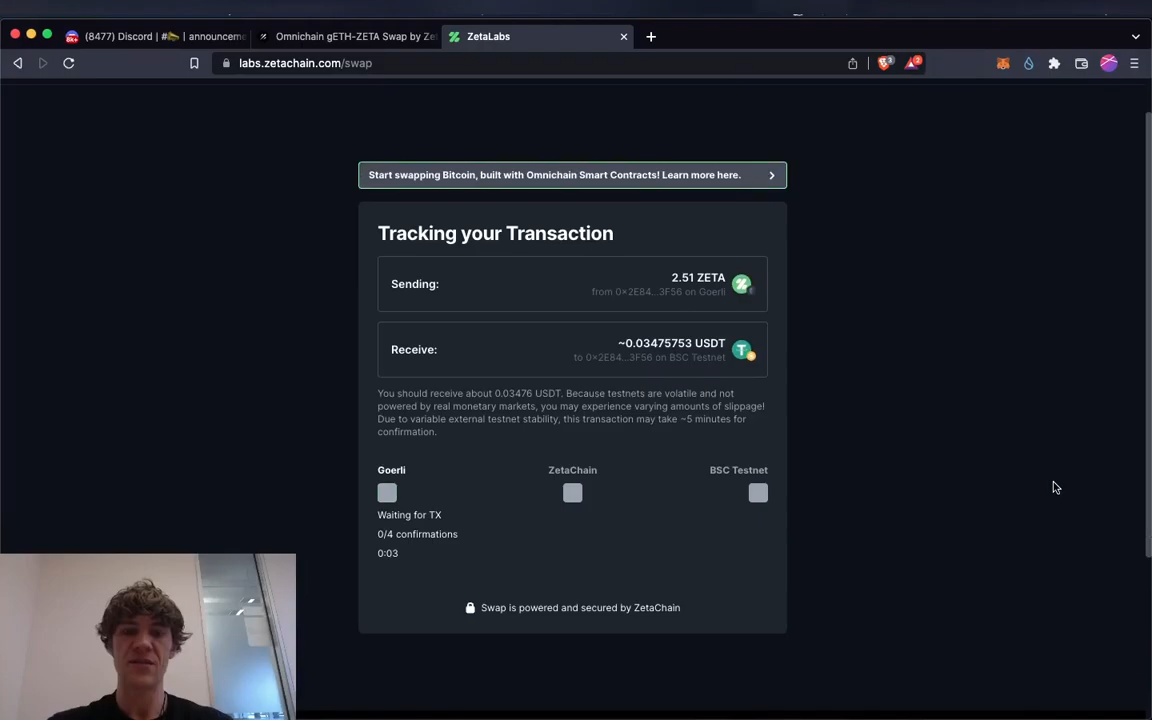 (8477) Discord | # | announceme
Omnichain gETH-ZETA Swap by Ze
ZetaLabs
labs.zetachain.com/swap
Start swapping Bitcoin, built with Omnichain Smart Contracts! Learn more here.
Tracking your Transaction
Sending:
2.51 ZETA
from 0×2E84...3F56 on Goerli
Receive:
~0.03475753 USDT
to 0×2E84...3F56 on BSC Testnet
You should receive about 0.03476 USDT. Because testnets are volatile and not
powered by real monetary markets, you may experience varying amounts of slippage!
Due to variable external testnet stability, this transaction may take ~5 minutes for
confirmation.
Goerli
ZetaChain
BSC Testnet
Waiting for TX
0/4 confirmations
0:03
Swap is powered and secured by ZetaChain